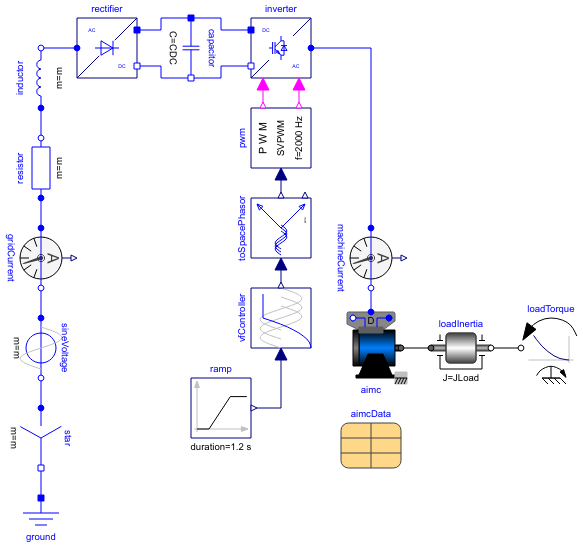 rectifier
inverter
AC
DC
C=CDC
capacitor
DC
AC
inductor
m=m
resistor
m=m
pwm
P W M
SVPWM
f=2000 Hz
toSpacePhasor
gridCurrent
A
machineCurrent
A
sineVoltage
m=m
vfController
D
aimc
loadInertia
J=JLoad
loadTorque
ramp
duration=1.2 s
aimcData
star
m=m
ground